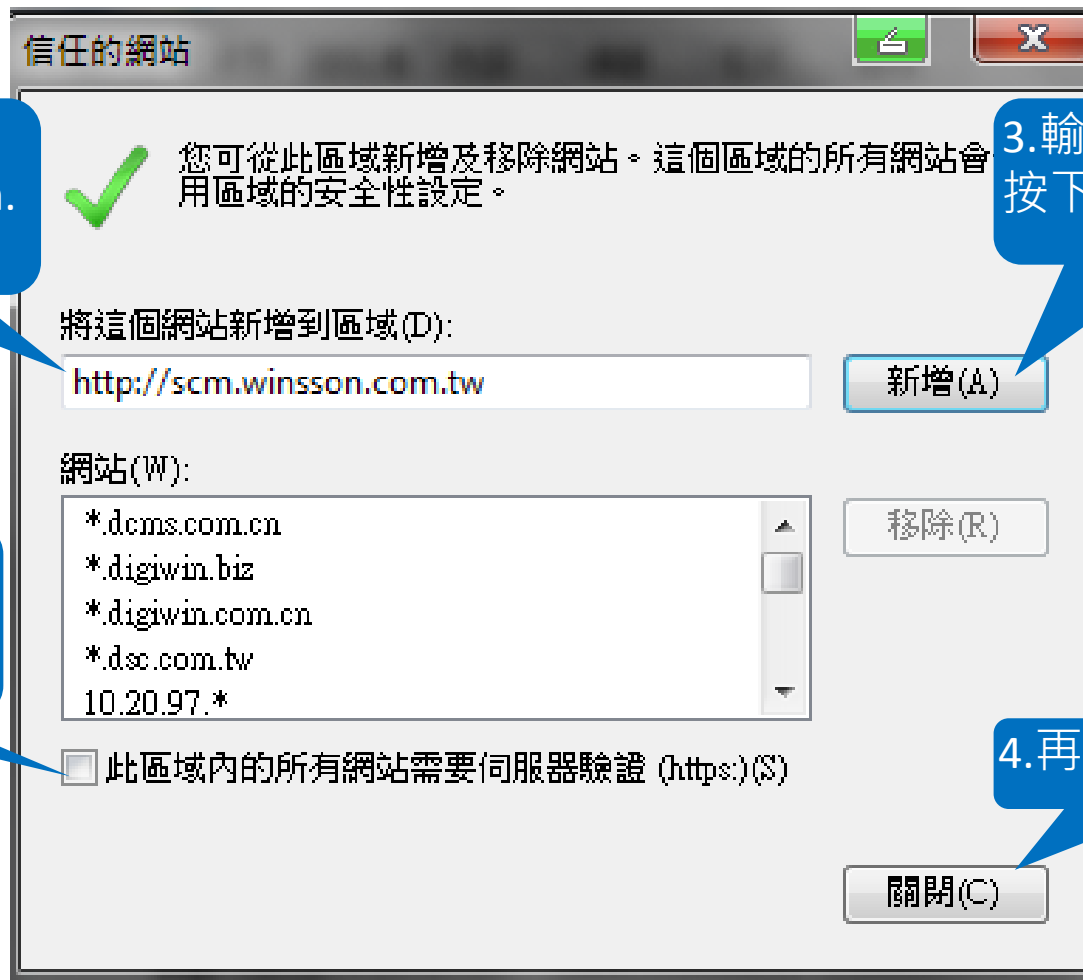 信任的網站
您可從此區域新增及移除網站。這個區域的所有網站會
用區域的安全性設定。
3.輸
按下
將這個網站新增到區域(D):
http://scm.winsson.com.tw
新增(A)
網站(W):
*.dcms.com.cn
*.digiwin.biz
*.digiwin.com.cn
*.dsc.com.tw
10.20.97.*
移除(R)
此區域內的所有網站需要伺服器驗證 (https:)(S)
4.再
關閉(C)